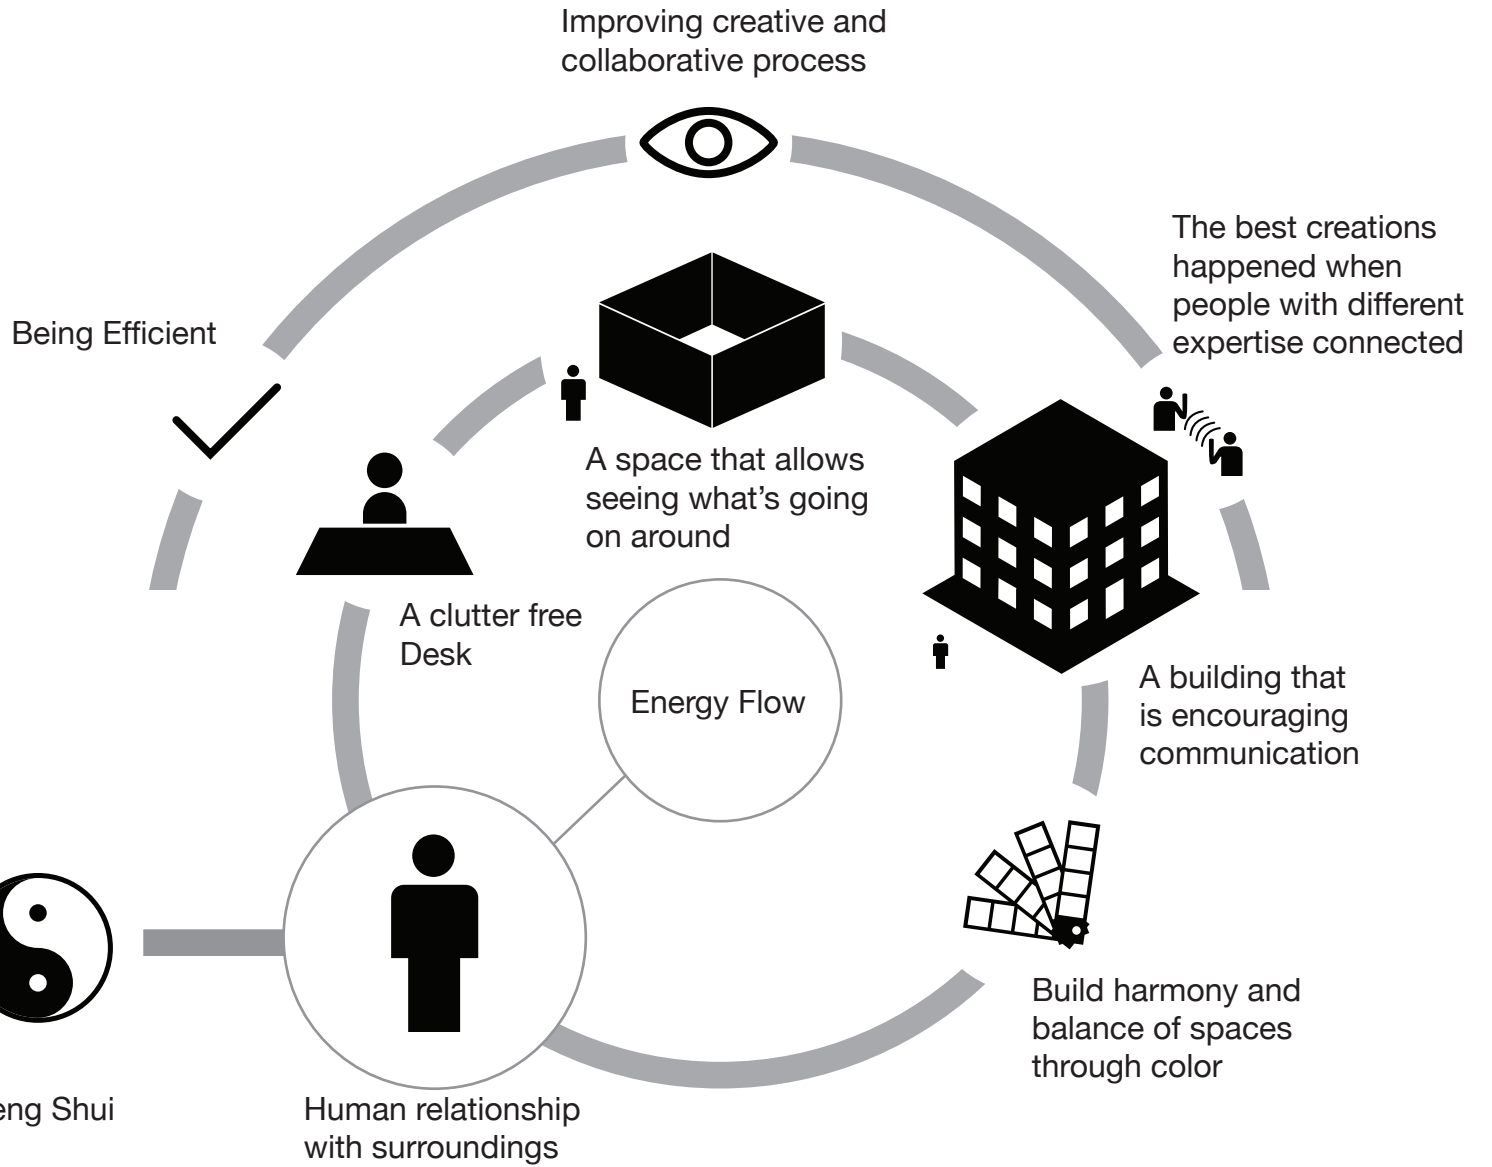 Improving creative and
collaborative process
The best creations
happened when
people with different
expertise connected
Being Efficient
A space that allows
seeing what’s going
on around
A clutter free
Desk
Energy Flow
A building that
is encouraging
communication
Build harmony and
balance of spaces
through color
eng Shui
Human relationship
with surroundings